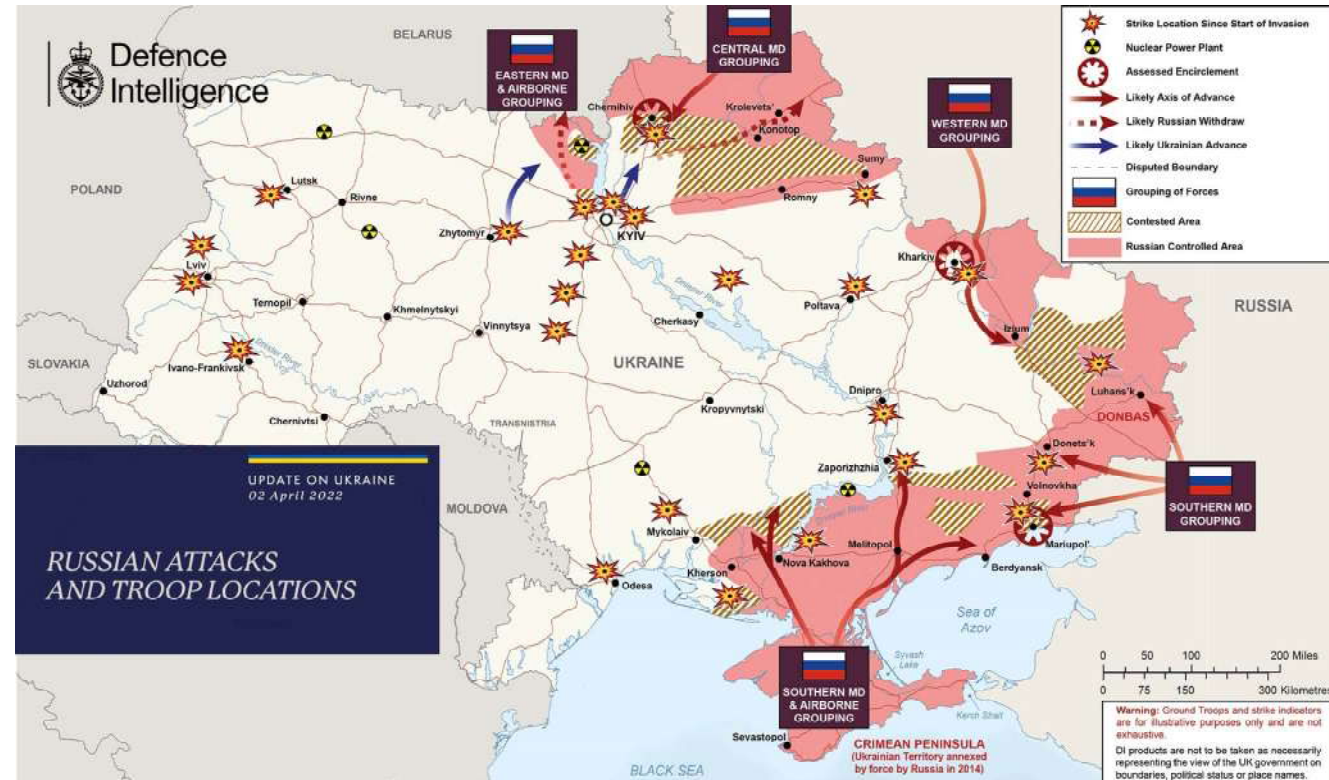 Defence
Intelligence
BELARUS
POLAND
SLOVAKIA
MOLDOVA
TRANSNISTRIA
UKRAINE
RUSSIA
DONBAS
EASTERN MD
& AIRBORNE
GROUPING
CENTRAL MD
GROUPING
WESTERN MD
GROUPING
SOUTHERN MD
GROUPING
SOUTHERN MD
& AIRBORNE
GROUPING
Strike Location Since Start of Invasion
Nuclear Power Plant
Assessed Encirclement
Likely Axis of Advance
Likely Russian Withdraw
Likely Ukrainian Advance
Disputed Boundary
Grouping of Forces
Contested Area
Russian Controlled Area
Chernihiv
Krolevets'
Konotop
Sumy
Romny
Lutsk
Rivne
Zhytomyr
KYIV
Kharkiv
Lviv
Ternopil
Khmelnytskyi
Vinnytsya
Cherkasy
Poltava
Dnieper River
Izium
Ivano-Frankivsk
Dniester River
Uzhorod
Chernivtsi
Kropyvnytski
Dnipro
Luhans'k
Donets'k
Zaporizhzhia
Volnovkha
Mariupol'
Mykolaiv
Dnieper River
Melitopol
Berdyansk
Kherson
Nova Kakhova
Odesa
Sea of
Azov
Syvash
Lake
Kerch Strait
Sevastopol
CRIMEAN PENINSULA
(Ukrainian Territory annexed
by force by Russia in 2014)
BLACK SEA
UPDATE ON UKRAINE
02 April 2022
RUSSIAN ATTACKS
AND TROOP LOCATIONS
0 50 100 200 Miles
0 75 150 300 Kilometres
Warning: Ground Troops and strike indicators
are for illustrative purposes only and are not
exhaustive.
DI products are not to be taken as necessarily
representing the view of the UK government on
boundaries, political status or place names.